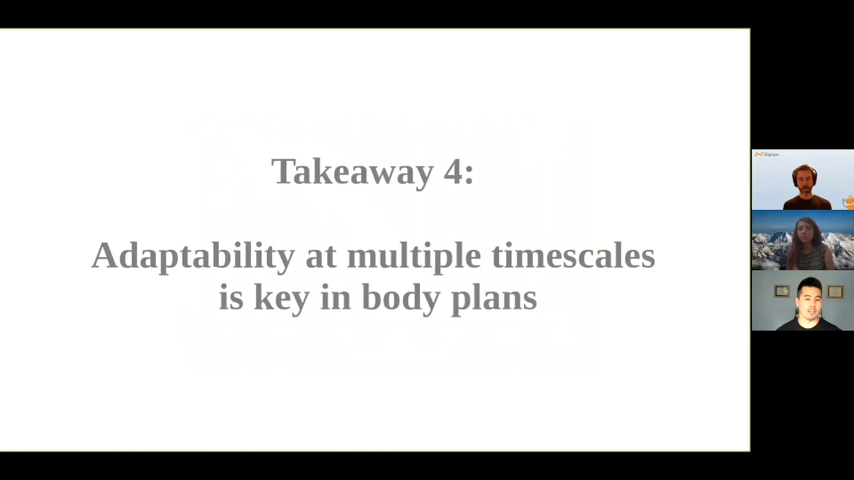 Takeaway 4:
Adaptability at multiple timescales
is key in body plans